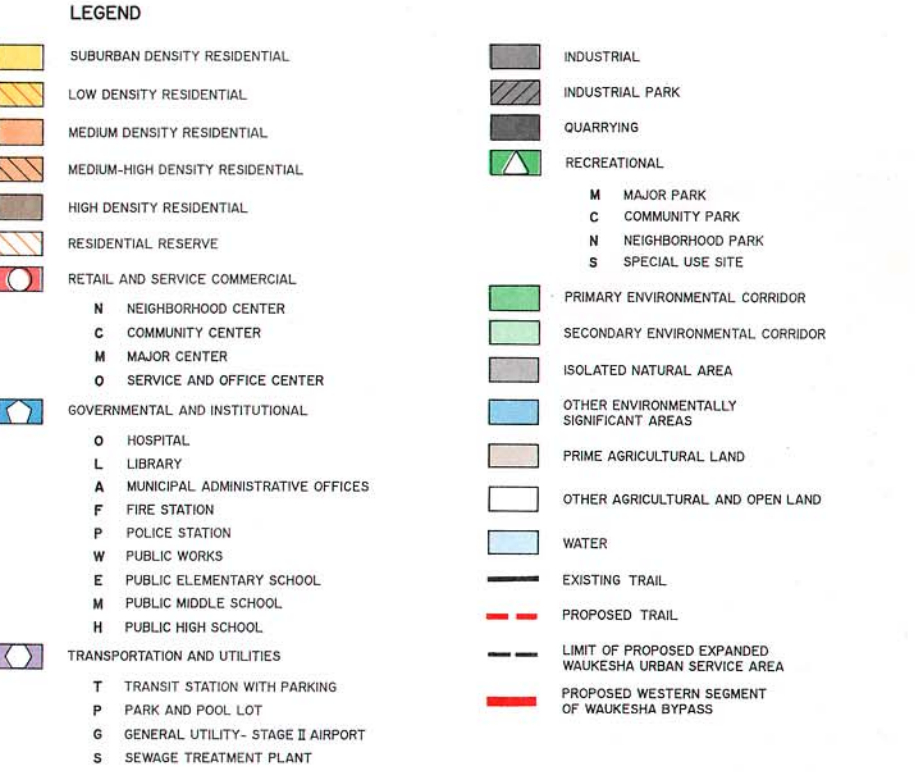 LEGEND
SUBURBAN DENSITY RESIDENTIAL
LOW DENSITY RESIDENTIAL
MEDIUM DENSITY RESIDENTIAL
MEDIUM-HIGH DENSITY RESIDENTIAL
HIGH DENSITY RESIDENTIAL
RESIDENTIAL RESERVE
RETAIL AND SERVICE COMMERCIAL
N NEIGHBORHOOD CENTER
C COMMUNITY CENTER
M MAJOR CENTER
O SERVICE AND OFFICE CENTER
GOVERNMENTAL AND INSTITUTIONAL
O HOSPITAL
L LIBRARY
A MUNICIPAL ADMINISTRATIVE OFFICES
F FIRE STATION
P POLICE STATION
W PUBLIC WORKS
E PUBLIC ELEMENTARY SCHOOL
M PUBLIC MIDDLE SCHOOL
H PUBLIC HIGH SCHOOL
TRANSPORTATION AND UTILITIES
T TRANSIT STATION WITH PARKING
P PARK AND POOL LOT
G GENERAL UTILITY- STAGE II AIRPORT
S SEWAGE TREATMENT PLANT
INDUSTRIAL
INDUSTRIAL PARK
QUARRYING
RECREATIONAL
M MAJOR PARK
C COMMUNITY PARK
N NEIGHBORHOOD PARK
S SPECIAL USE SITE
PRIMARY ENVIRONMENTAL CORRIDOR
SECONDARY ENVIRONMENTAL CORRIDOR
ISOLATED NATURAL AREA
OTHER ENVIRONMENTALLY
SIGNIFICANT AREAS
PRIME AGRICULTURAL LAND
OTHER AGRICULTURAL AND OPEN LAND
WATER
EXISTING TRAIL
PROPOSED TRAIL
LIMIT OF PROPOSED EXPANDED
WAUKESHA URBAN SERVICE AREA
PROPOSED WESTERN SEGMENT
OF WAUKESHA BYPASS